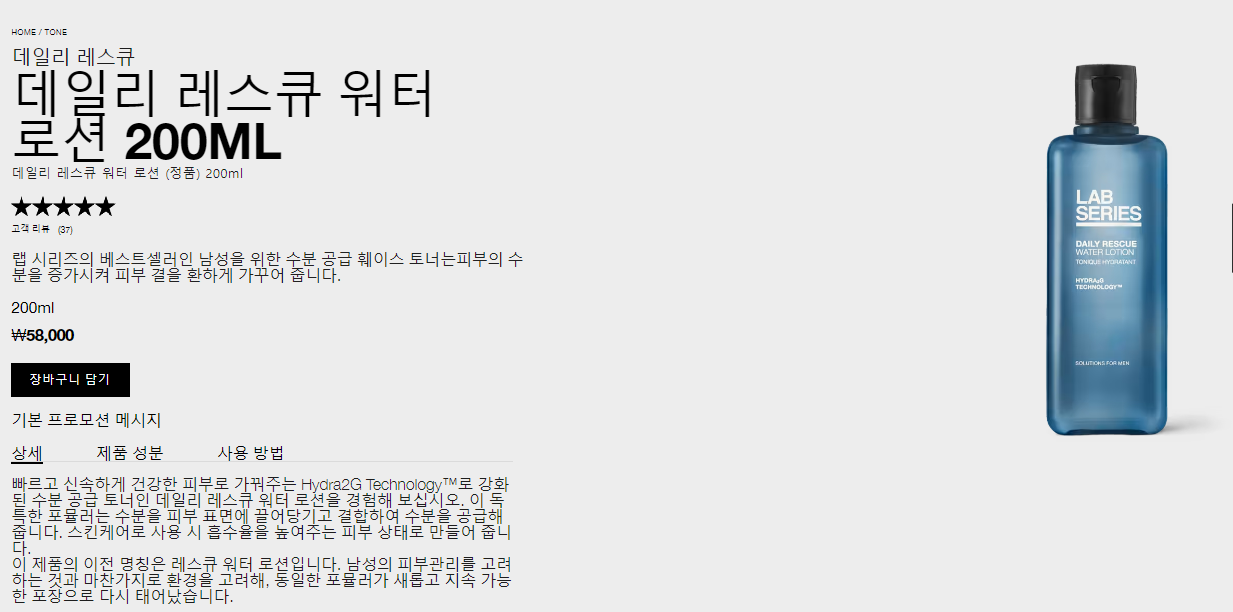 HOME / TONE
데일리 레스큐
데일리 레스큐 워터
로션 200ML
데일리 레스큐 워터 로션 (정품) 200ml
★★★★★
고객 리뷰 (37)
랩 시리즈의 베스트셀러인 남성을 위한 수분 공급 훼이스 토너는피부의 수
분을 증가시켜 피부 결을 환하게 가꾸어 줍니다.
200ml
₩58,000
장바구니 담기
기본 프로모션 메시지
상세 제품 성분 사용 방법
빠르고 신속하게 건강한 피부로 가꿔주는 Hydra2G Technology™로 강화
된 수분 공급 토너인 데일리 레스큐 워터 로션을 경험해 보십시오. 이 독
특한 포뮬러는 수분을 피부 표면에 끌어당기고 결합하여 수분을 공급해
줍니다. 스킨케어로 사용 시 흡수율을 높여주는 피부 상태로 만들어 줍니
다.
이 제품의 이전 명칭은 레스큐 워터 로션입니다. 남성의 피부관리를 고려
하는 것과 마찬가지로 환경을 고려해, 동일한 포뮬러가 새롭고 지속 가능
한 포장으로 다시 태어났습니다.
LAB
SERIES
DAILY RESCUE
WATER LOTION
TONIQUE HYDRATANT
HYDRA2G
TECHNOLOGY™
SOLUTIONS FOR MEN